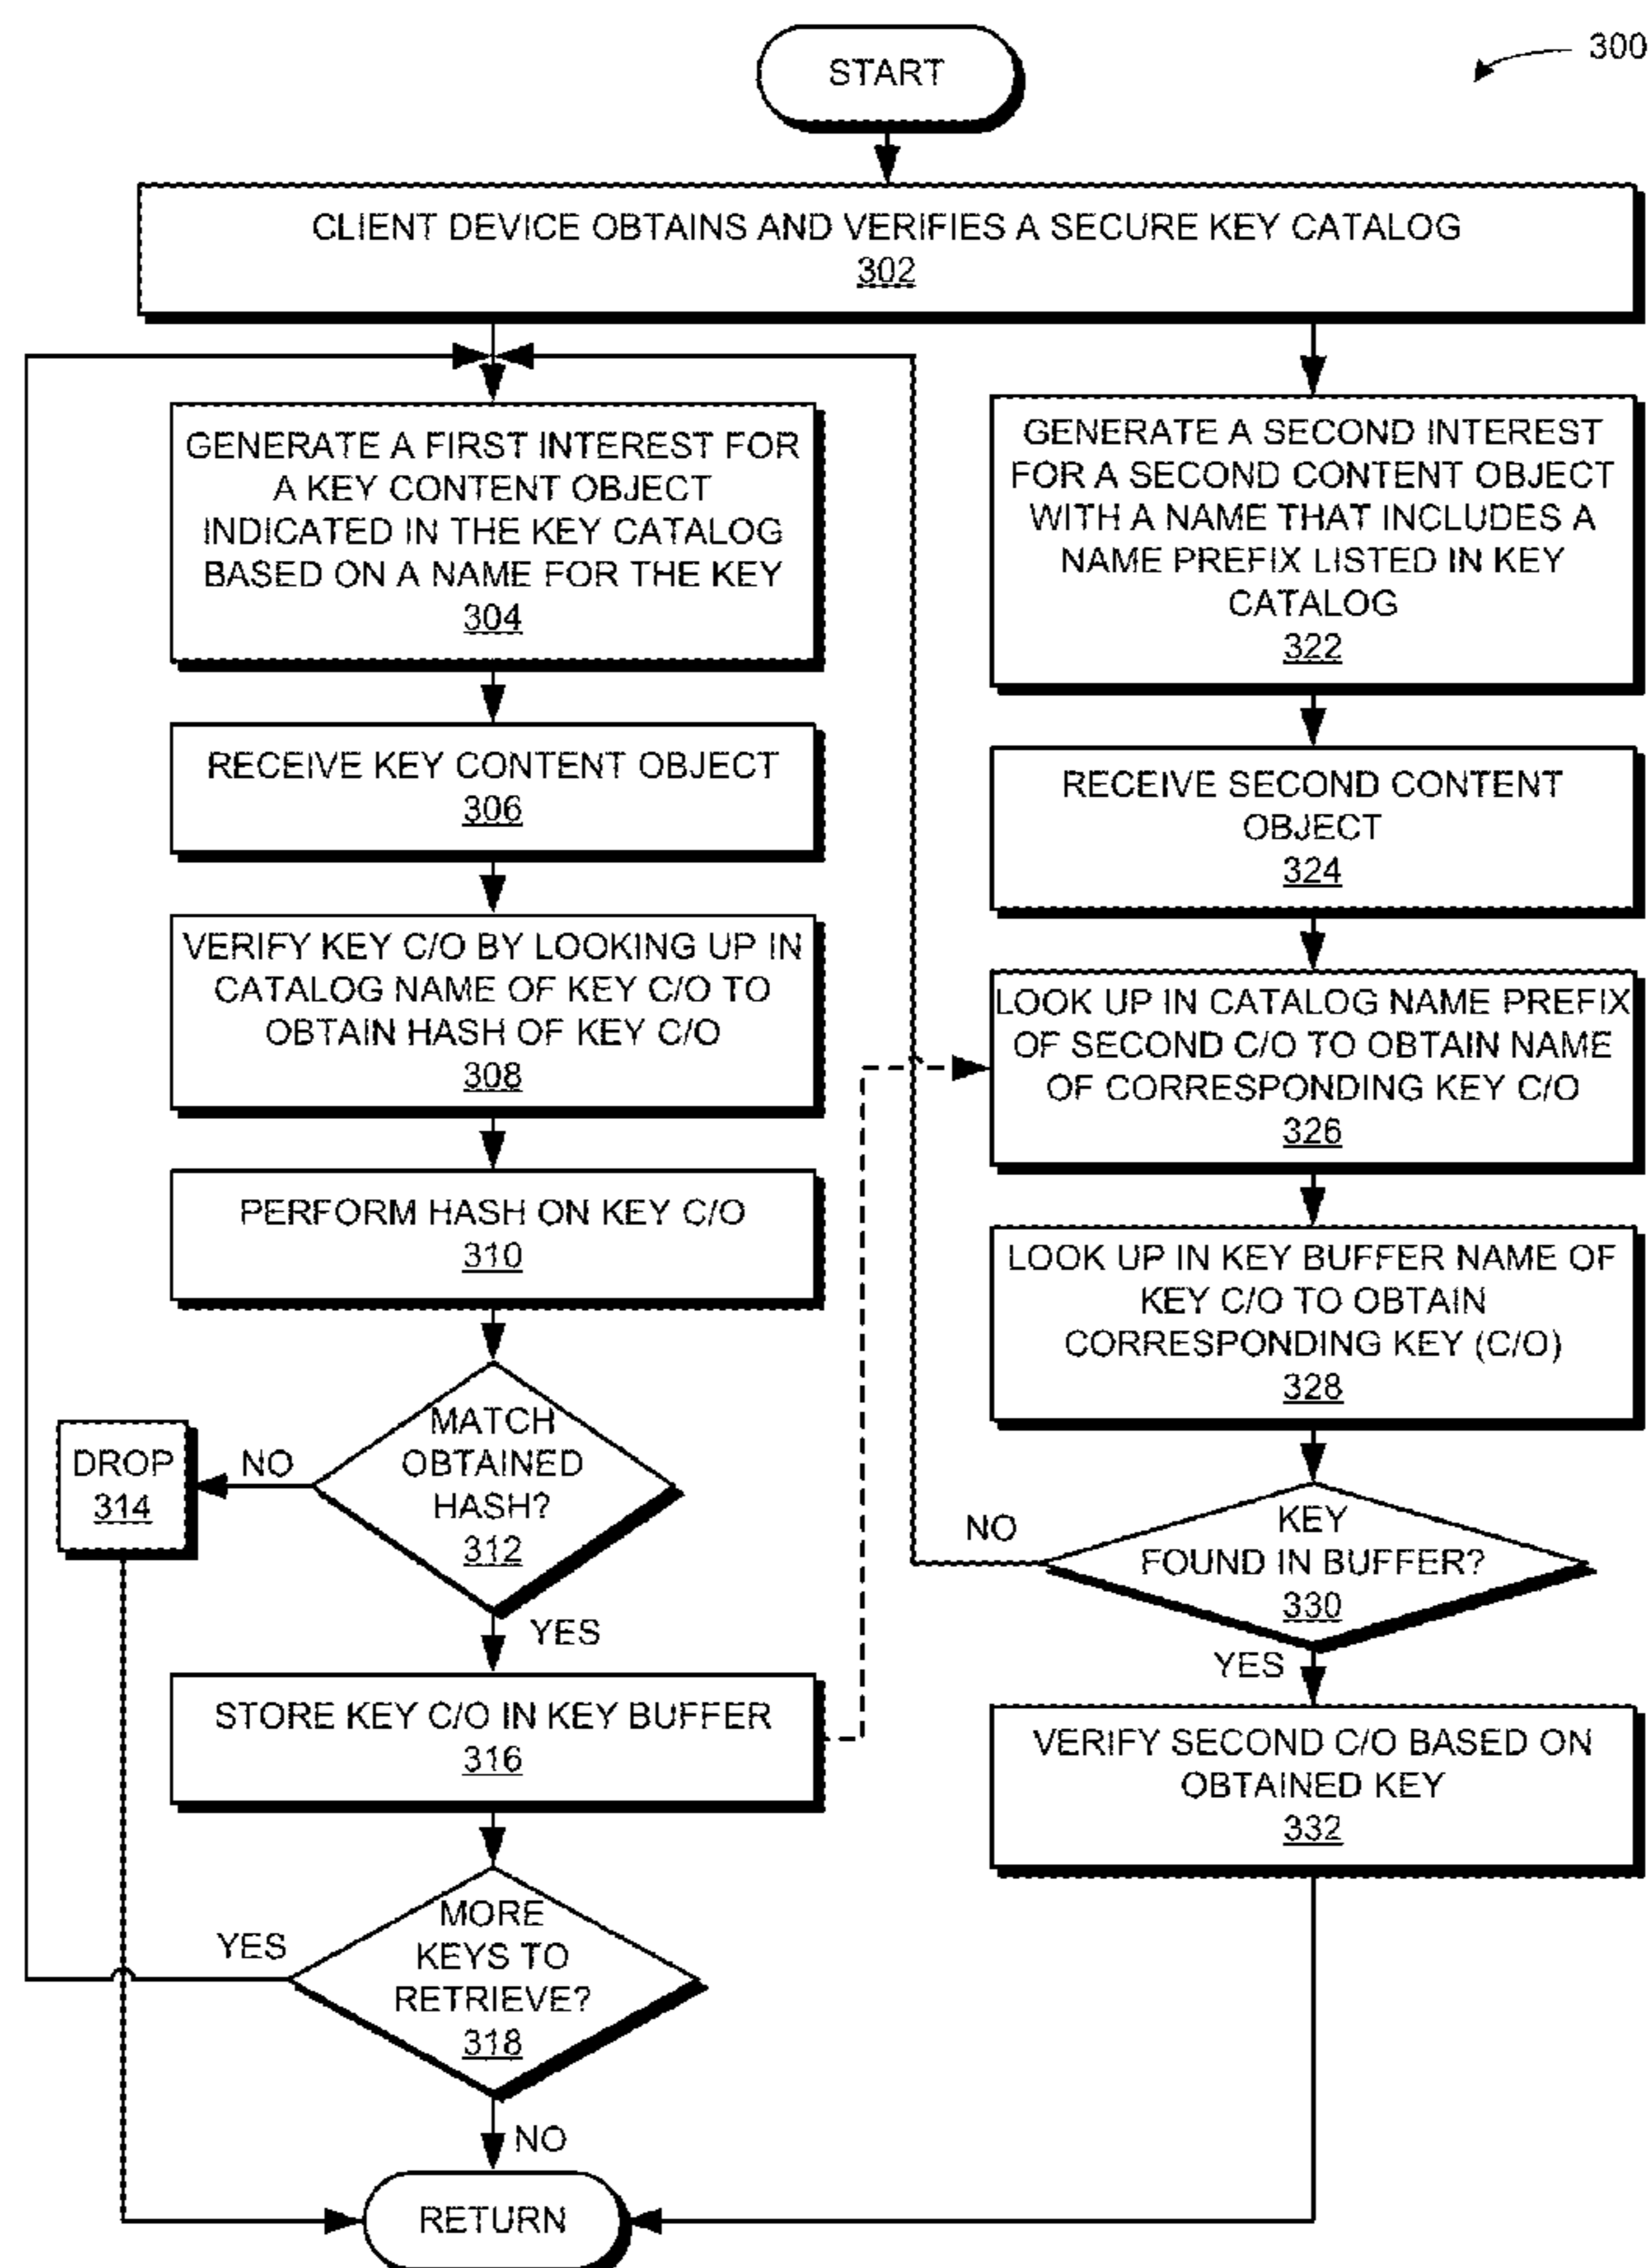 300
START
CLIENT DEVICE OBTAINS AND VERIFIES A SECURE KEY CATALOG
302
GENERATE A FIRST INTEREST FOR
A KEY CONTENT OBJECT
INDICATED IN THE KEY CATALOG
BASED ON A NAME FOR THE KEY
304
RECEIVE KEY CONTENT OBJECT
306
VERIFY KEY C/O BY LOOKING UP IN
CATALOG NAME OF KEY C/O TO
OBTAIN HASH OF KEY C/O
308
PERFORM HASH ON KEY C/O
310
MATCH
OBTAINED
HASH?
312
NO
DROP
314
YES
STORE KEY C/O IN KEY BUFFER
316
MORE
KEYS TO
RETRIEVE?
318
YES
NO
RETURN
GENERATE A SECOND INTEREST
FOR A SECOND CONTENT OBJECT
WITH A NAME THAT INCLUDES A
NAME PREFIX LISTED IN KEY
CATALOG
322
RECEIVE SECOND CONTENT
OBJECT
324
LOOK UP IN CATALOG NAME PREFIX
OF SECOND C/O TO OBTAIN NAME
OF CORRESPONDING KEY C/O
326
LOOK UP IN KEY BUFFER NAME OF
KEY C/O TO OBTAIN
CORRESPONDING KEY (C/O)
328
KEY
FOUND IN BUFFER?
330
NO
YES
VERIFY SECOND C/O BASED ON
OBTAINED KEY
332